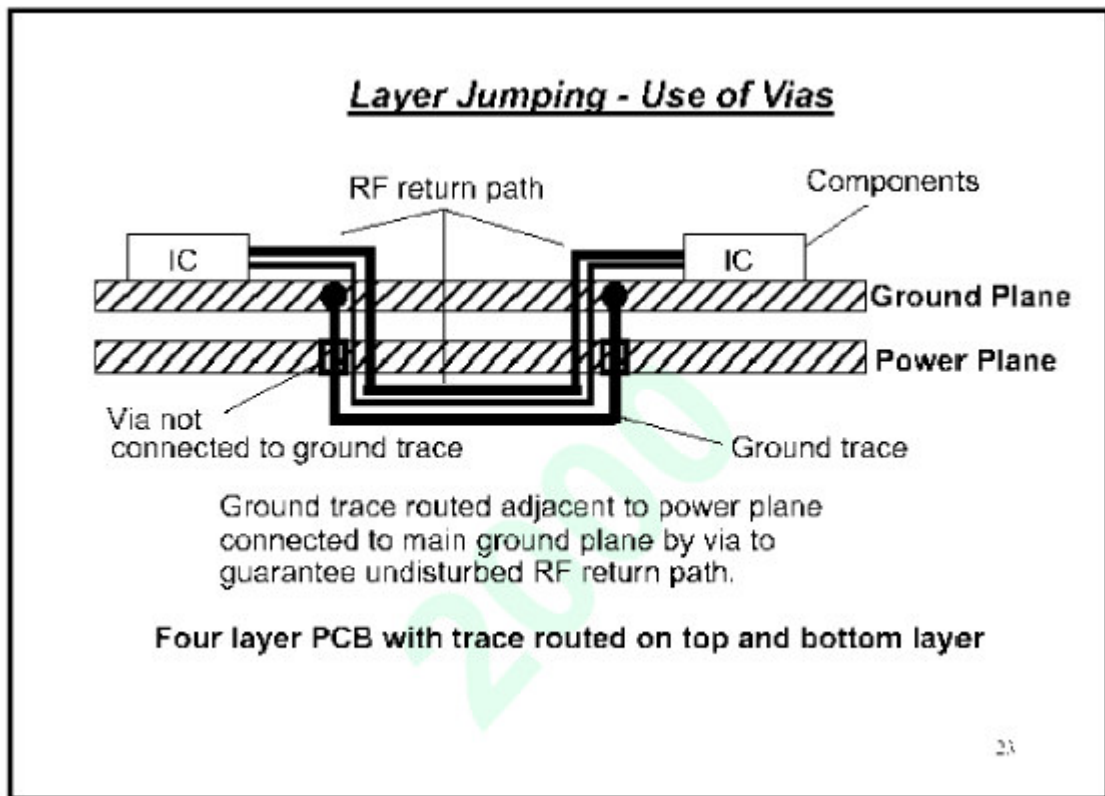 Layer Jumping - Use of Vias
RF return path
Components
IC
IC
Ground Plane
Power Plane
Via not
connected to ground trace
Ground trace
Ground trace routed adjacent to power plane
connected to main ground plane by via to
guarantee undisturbed RF return path.
2000
Four layer PCB with trace routed on top and bottom layer
23